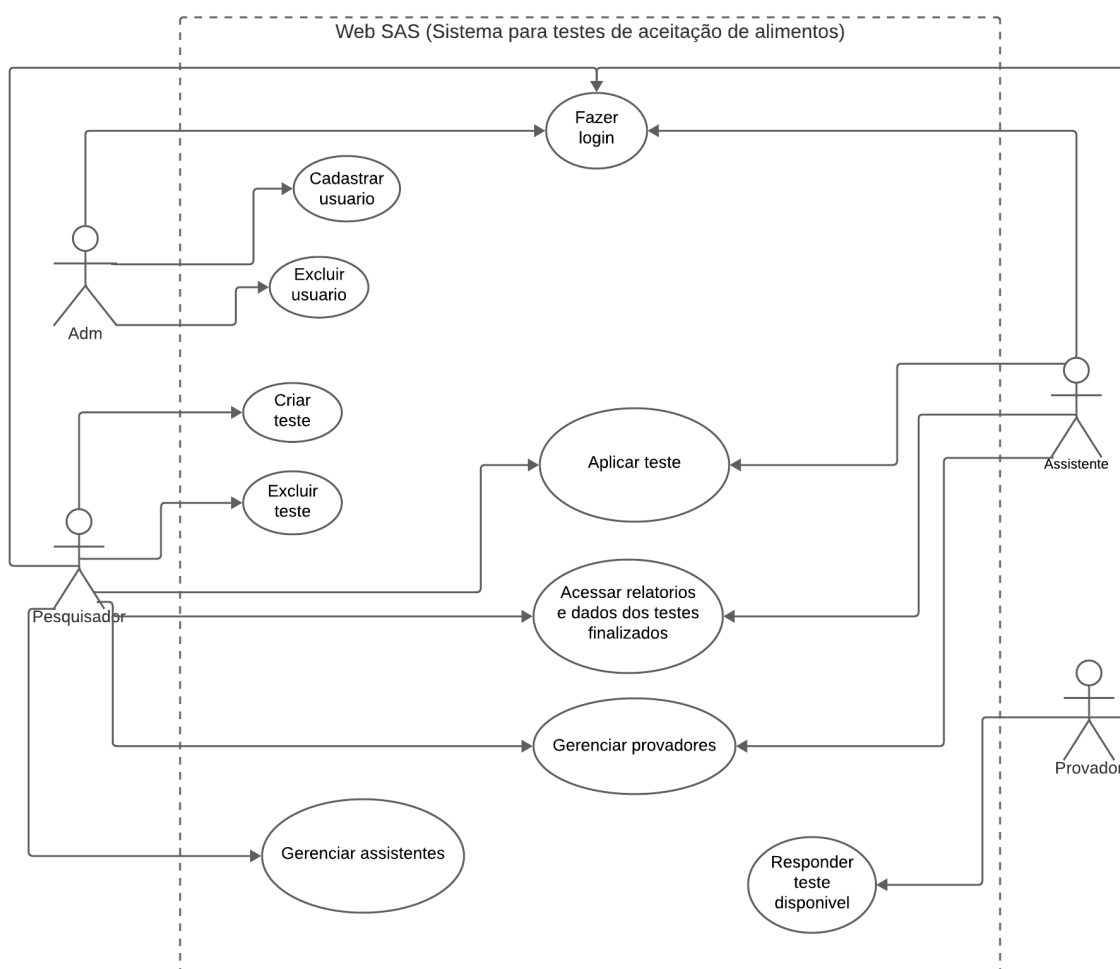 Web SAS (Sistema para testes de aceitação de alimentos)
Fazer
login
Cadastrar
usuario
Excluir
usuario
Adm
Criar
teste
Aplicar teste
Assistente
Excluir
teste
Pesquisador
Acessar relatorios
e dados dos testes
finalizados
Gerenciar provadores
Provador
Gerenciar assistentes
Responder
teste
disponivel